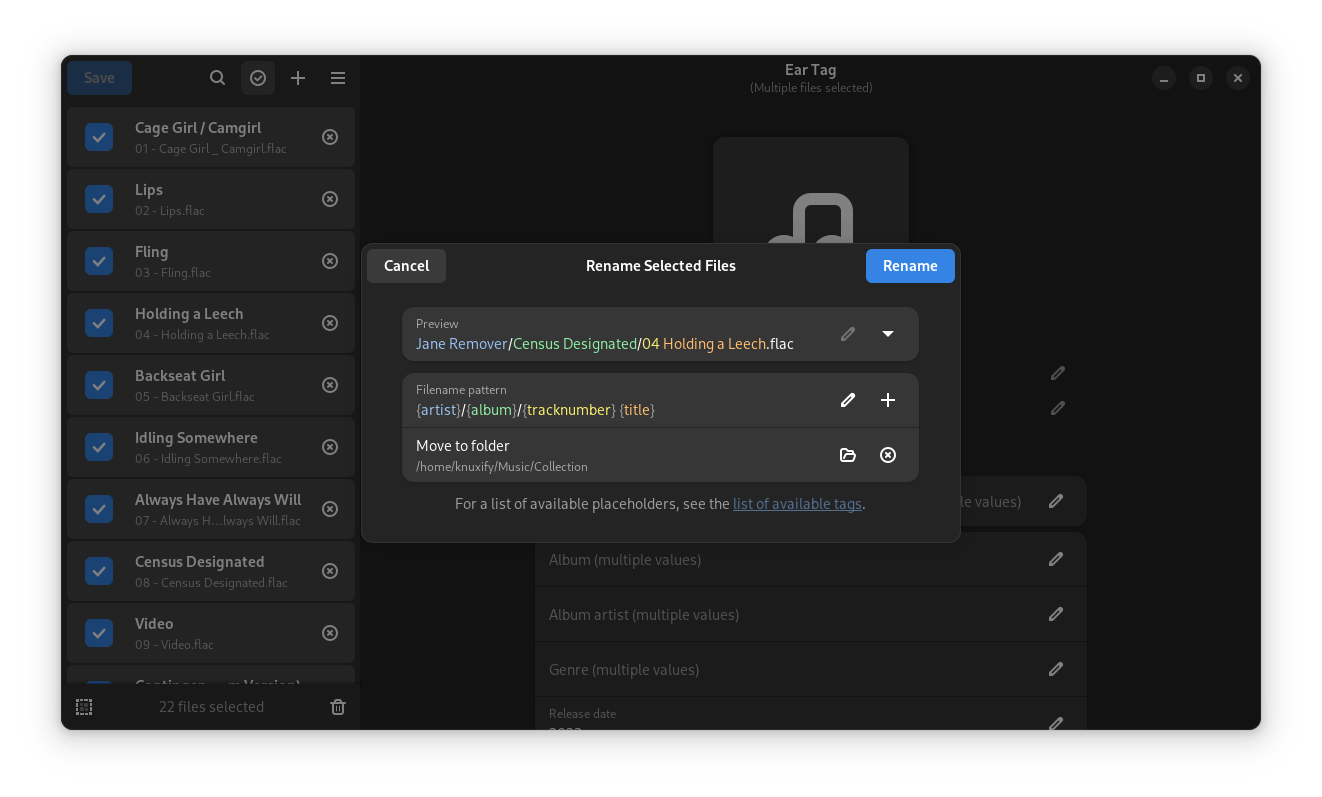 Save
Ear Tag
(Multiple files selected)
Cage Girl / Camgirl
01 - Cage Girl _ Camgirl.flac
Lips
02 - Lips.flac
Fling
03 - Fling.flac
Holding a Leech
04 - Holding a Leech.flac
Backseat Girl
05 - Backseat Girl.flac
Idling Somewhere
06 - Idling Somewhere.flac
Always Have Always Will
07 - Always H...lways Will.flac
Census Designated
08 - Census Designated.flac
Video
09 - Video.flac
22 files selected
Cancel
Rename Selected Files
Rename
Preview
Jane Remover/Census Designated/04 Holding a Leech.flac
Filename pattern
{artist}/{album}/{tracknumber} {title}
Move to folder
/home/knuxify/Music/Collection
For a list of available placeholders, see the list of available tags.
values)
Album (multiple values)
Album artist (multiple values)
Genre (multiple values)
Release date